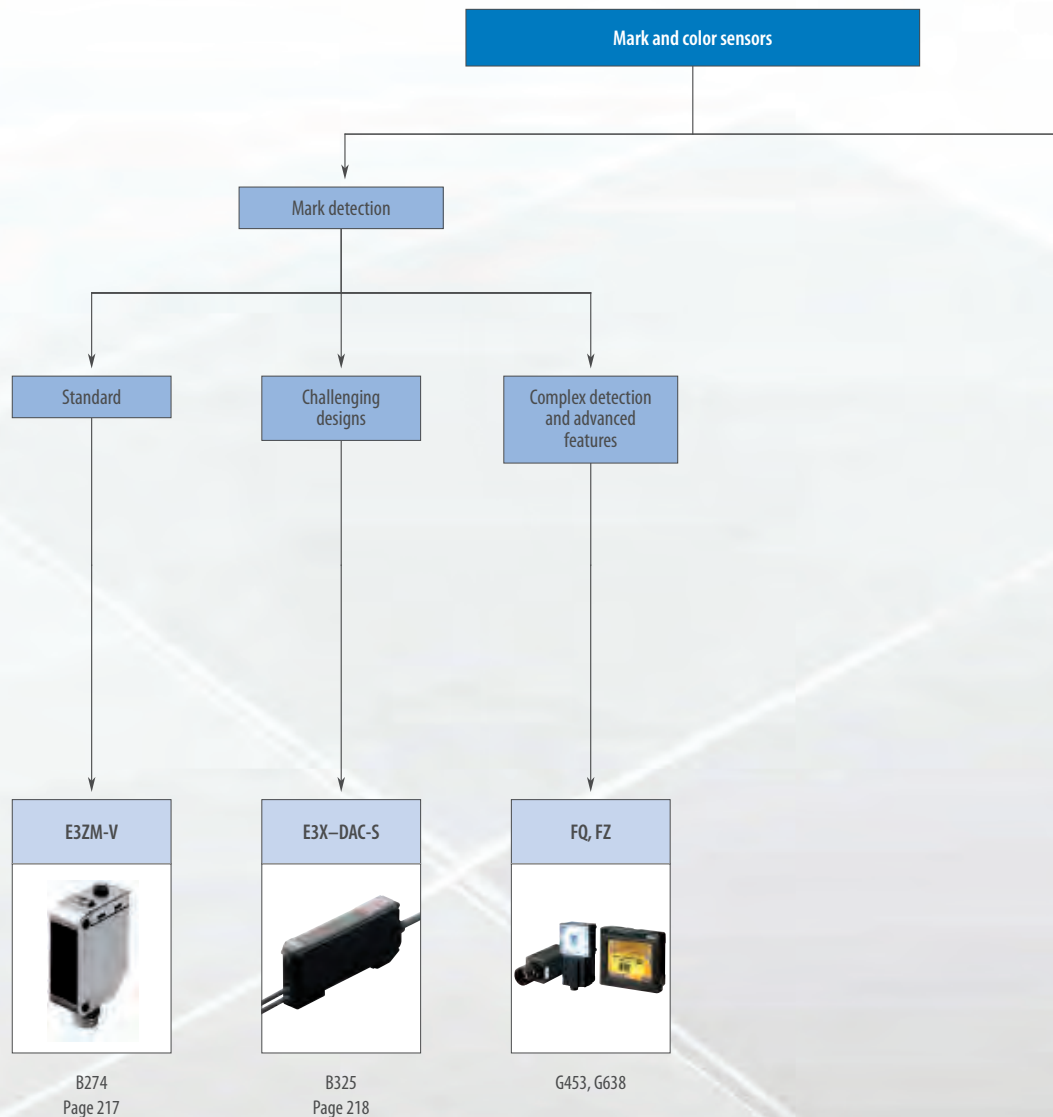 Mark and color sensors
Mark detection
Standard
Challenging
designs
Complex detection
and advanced
features
E3ZM-V
E3X–DAC-S
FQ, FZ
B274
Page 217
B325
Page 218
G453, G638